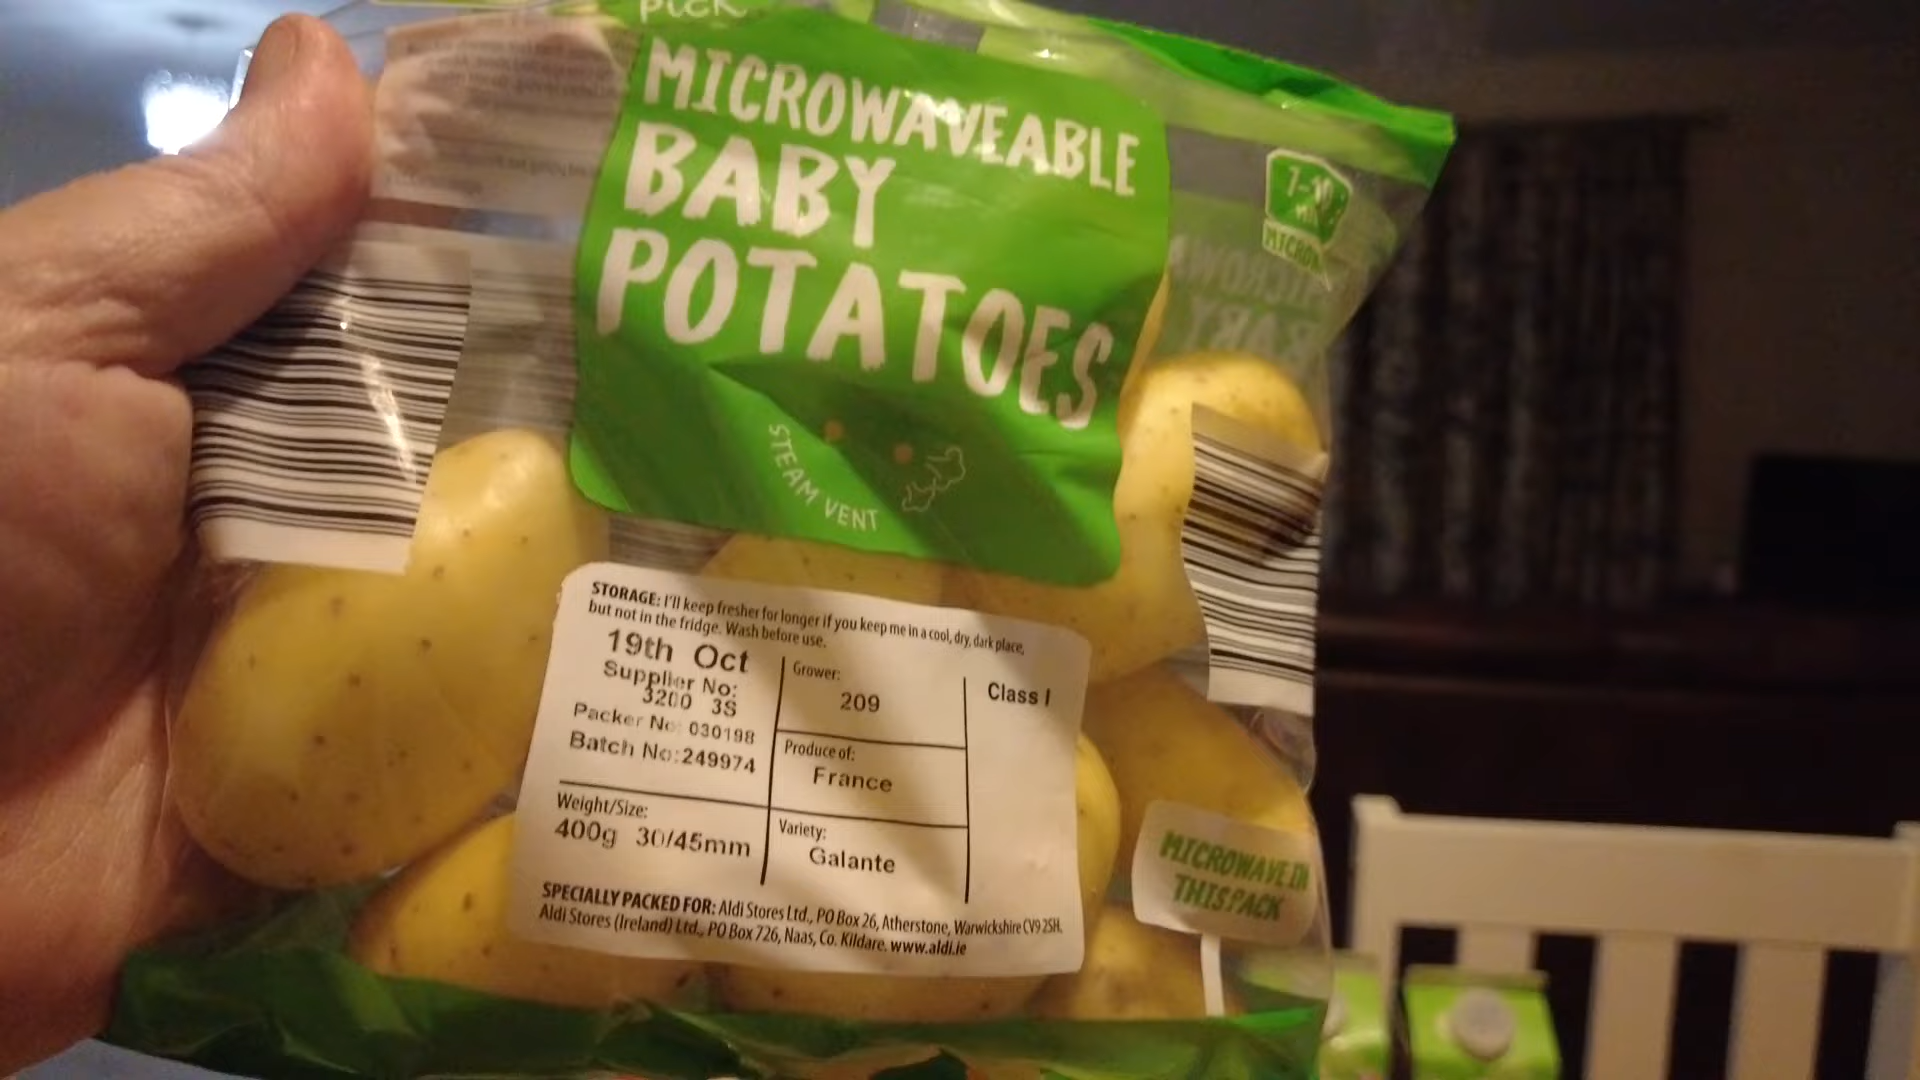 pick
MICROWAVEABLE
BABY
POTATOES
STEAM VENT
7-10
MICROW
STORAGE: I'll keep fresher for longer if you keep me in a cool, dry, dark place,
but not in the fridge. Wash before use.
19th Oct
Supplier No:
3200 3S
Packer No: 030198
Batch No:249974
Weight/Size:
400g 30/45mm
Grower:
209
Produce of:
France
Variety:
Galante
Class I
SPECIALLY PACKED FOR: Aldi Stores Ltd., PO Box 26, Atherstone, Warwickshire CV9 2SH.
Aldi Stores (Ireland) Ltd., PO Box 726, Naas, Co. Kildare. www.aldi.ie
MICROWAVE IN
THIS PACK